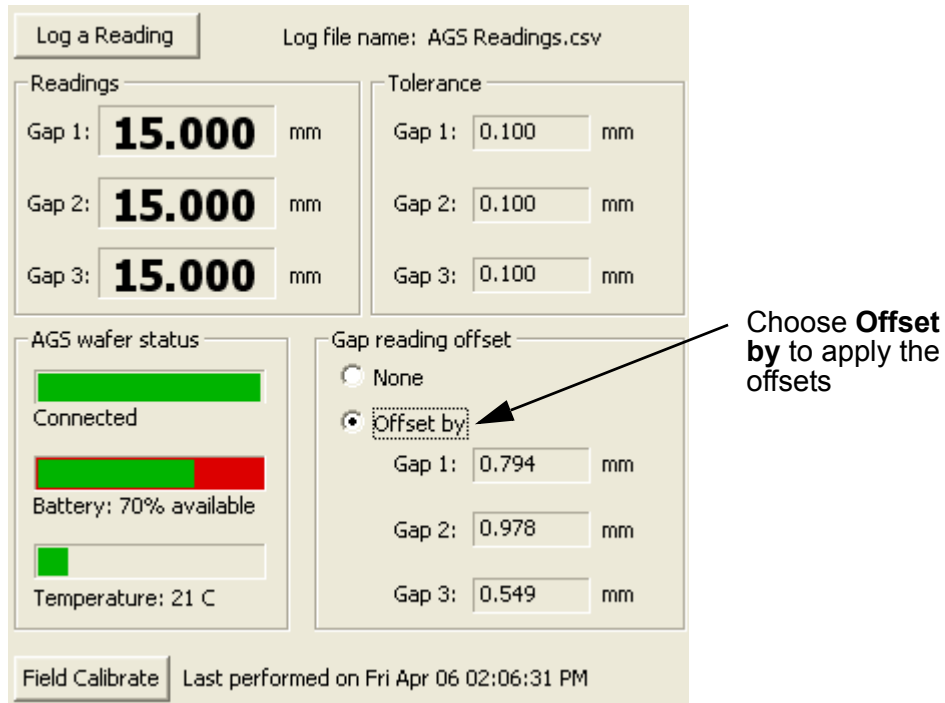 Log a Reading
Log file name: AGS Readings.csv
Readings
Gap 1: 15.000 mm
Gap 2: 15.000 mm
Gap 3: 15.000 mm
Tolerance
Gap 1: 0.100 mm
Gap 2: 0.100 mm
Gap 3: 0.100 mm
AGS wafer status
Connected
Battery: 70% available
Temperature: 21 C
Gap reading offset
None
Offset by
Gap 1: 0.794 mm
Gap 2: 0.978 mm
Gap 3: 0.549 mm
Choose Offset
by to apply the
offsets
Field Calibrate
Last performed on Fri Apr 06 02:06:31 PM